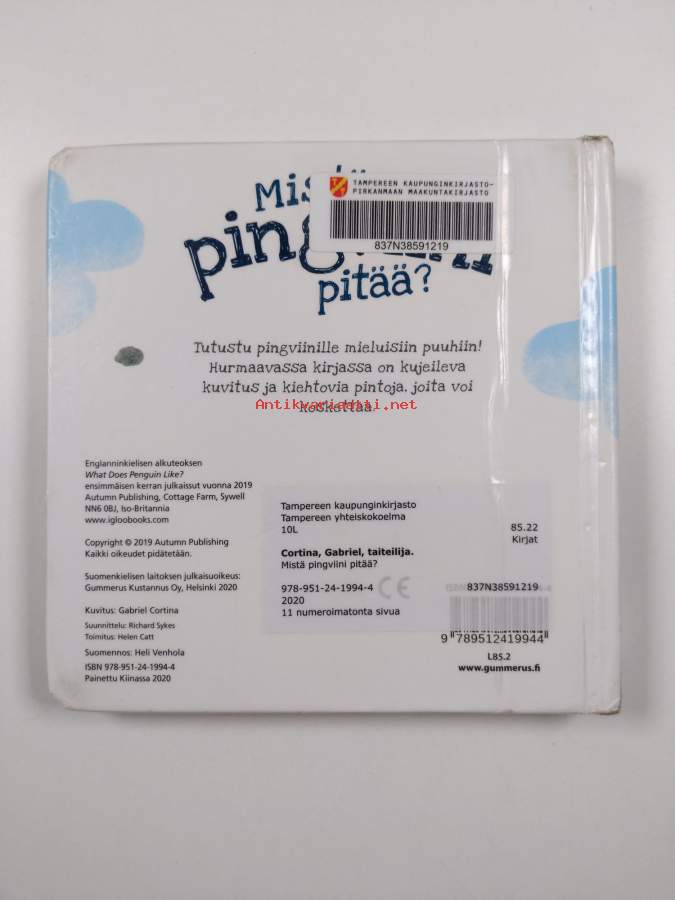 TAMPEREEN KAUPUNGINKIRJASTO-
PIRKANMAAN MAAKUNTAKIRJASTO
837N38591219
pitää?
Tutustu pingviinille mieluisiin puuhiin!
Hurmaavassa kirjassa on kujeileva
kuvitus ja kiehtovia pintoja, joita voi
koskettaa.
Antikvariaatti.net
Englanninkielisen alkuteoksen
What Does Penguin Like?
ensimmäisen kerran julkaissut vuonna 2019
Autumn Publishing, Cottage Farm, Sywell
NN6 0BJ, Iso-Britannia
www.igloobooks.com
Copyright © 2019 Autumn Publishing
Kaikki oikeudet pidätetään.
Suomenkielisen laitoksen julkaisuoikeus:
Gummerus Kustannus Oy, Helsinki 2020
Kuvitus: Gabriel Cortina
Suunnittelu: Richard Sykes
Toimitus: Helen Catt
Suomennos: Heli Venhola
ISBN 978-951-24-1994-4
Painettu Kiinassa 2020
Tampereen kaupunginkirjasto
Tampereen yhteiskokoelma
10L
85.22
Kirjat
Cortina, Gabriel, taiteilija.
Mistä pingviini pitää?
978-951-24-1994-4
2020
11 numeroimatonta sivua
CE
837N38591219
9 789512 419944
L85.2
www.gummerus.fi